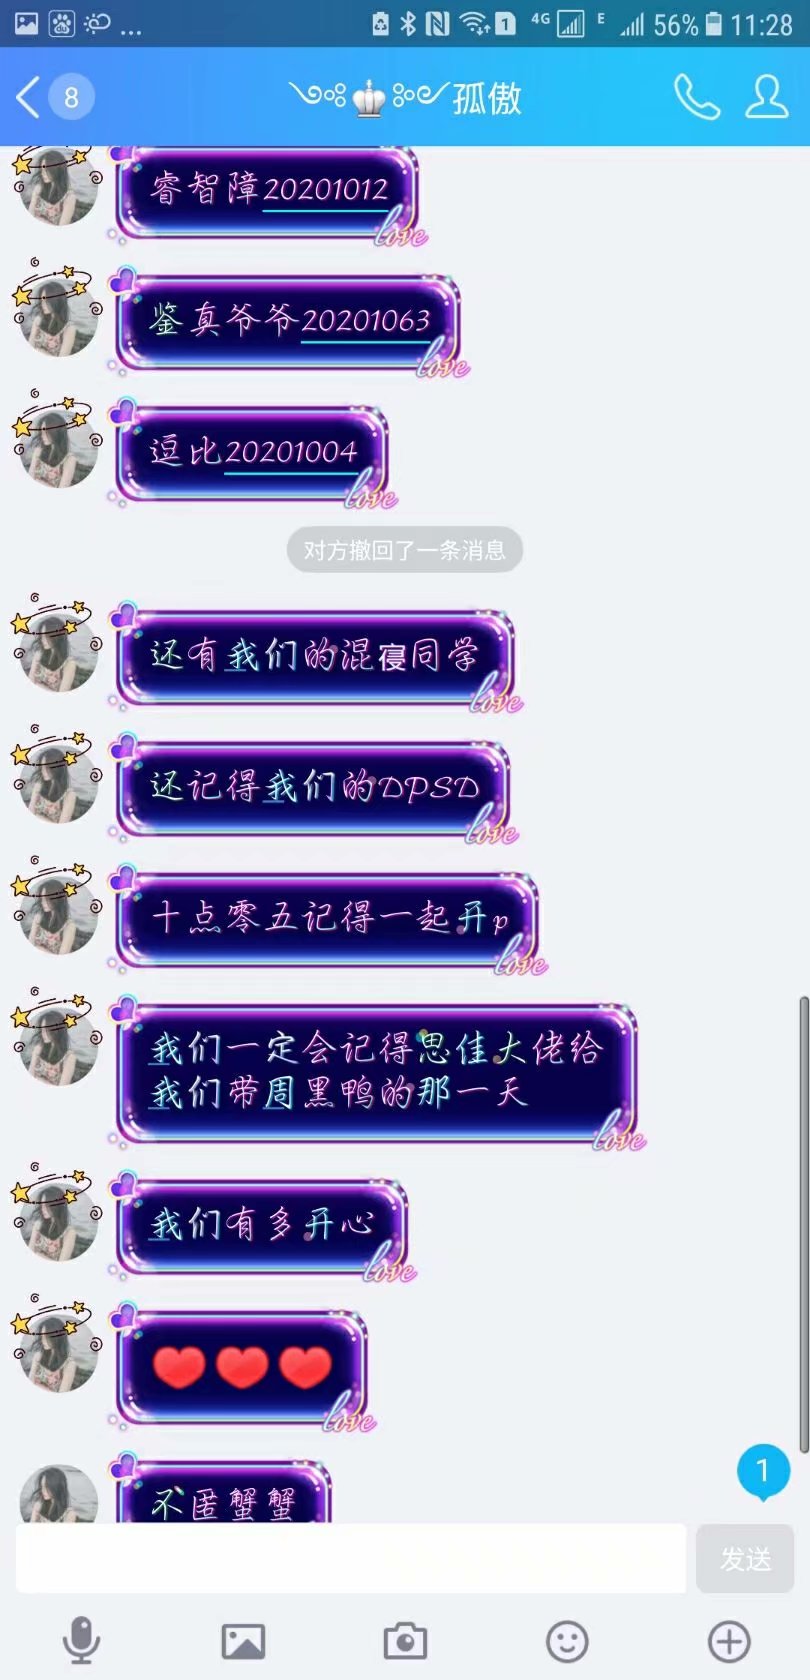 4G
E
56%
11:28
8
孤傲
睿智障20201012
love
鉴真爷爷20201063
love
逗比20201004
love
对方撤回了一条消息
还有我们的混寝同学
love
还记得我们的DPSD
love
十点零五记得一起开p
love
我们一定会记得思佳大佬给
我们带周黑鸭的那一天
love
我们有多开心
love
love
不匿蟹蟹
1
发送